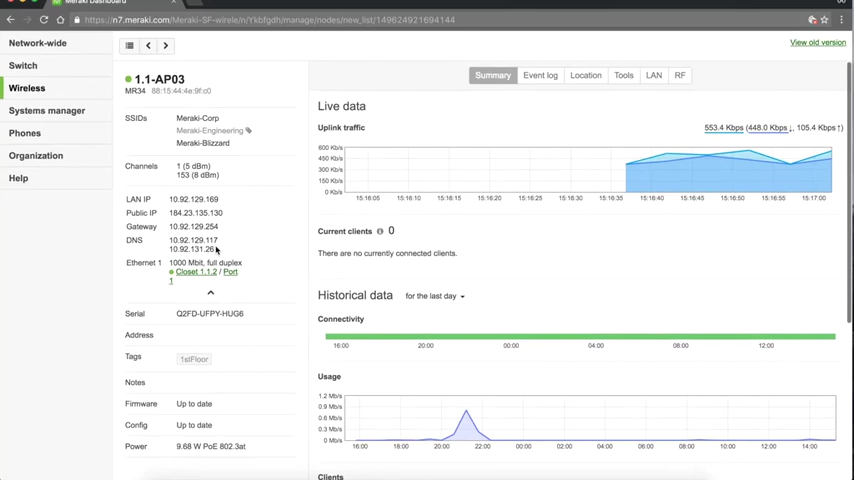 Meraki Dashboard
https://n7.meraki.com/Meraki-SF-wirele/n/Ykbfgdh/manage/nodes/new_list/149624921694144
View old version
Network-wide
Switch
Wireless
Systems manager
Phones
Organization
Help
1.1-AP03
MR34 88:15:44:4e:9f:c0
SSIDs Meraki-Corp
Meraki-Engineering
Meraki-Blizzard
Channels 1 (5 dBm)
153 (8 dBm)
LAN IP 10.92.129.169
Public IP 184.23.135.130
Gateway 10.92.129.254
DNS 10.92.129.117
10.92.131.26
Ethernet 1 1000 Mbit, full duplex
Closet 1.1.2 / Port
1
Serial Q2FD-UFPY-HUG6
Address
Tags 1stFloor
Notes
Firmware Up to date
Config Up to date
Power 9.68 W PoE 802.3at
Summary Event log Location Tools LAN RF
Live data
Uplink traffic 553.4 Kbps (448.0 Kbps ↓, 105.4 Kbps ↑)
600 Kb/s
450 Kb/s
300 Kb/s
150 Kb/s
0 Kb/s
15:16:05 15:16:10 15:16:15 15:16:20 15:16:25 15:16:30 15:16:35 15:16:40 15:16:45 15:16:50 15:16:55 15:17:00
Current clients 0
There are no currently connected clients.
Historical data for the last day
Connectivity
16:00 20:00 00:00 04:00 08:00 12:00
Usage
1.2 Mb/s
0.9 Mb/s
0.6 Mb/s
0.3 Mb/s
0 Mb/s
16:00 18:00 20:00 22:00 00:00 02:00 04:00 06:00 08:00 10:00 12:00 14:00
Clients